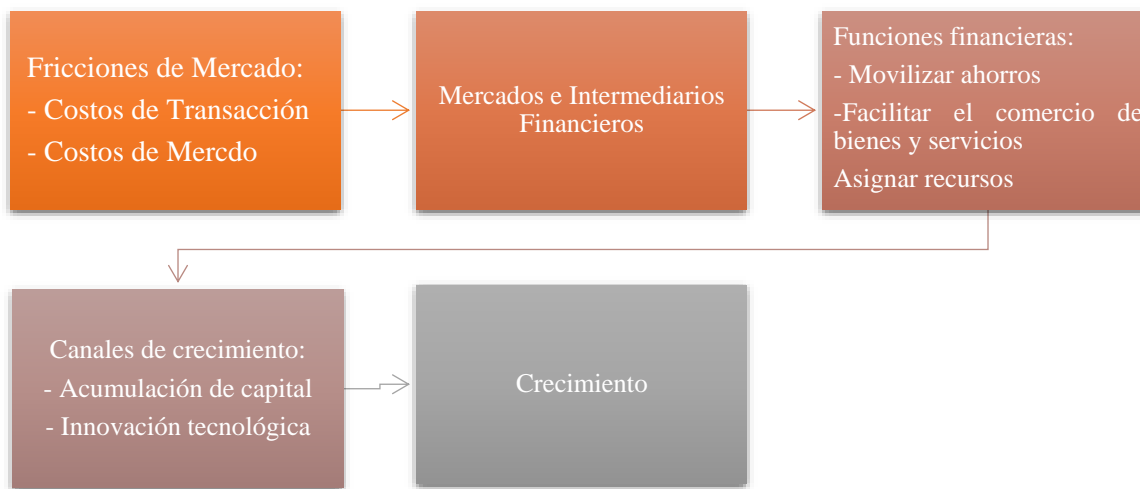 Fricciones de Mercado:
- Costos de Transacción
- Costos de Mercdo
Mercados e Intermediarios
Financieros
Funciones financieras:
- Movilizar ahorros
-Facilitar el comercio de
bienes y servicios
Asignar recursos
Canales de crecimiento:
- Acumulación de capital
- Innovación tecnológica
Crecimiento